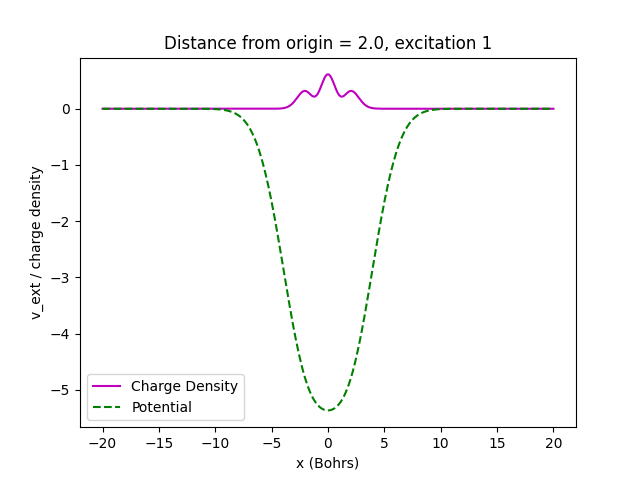 Distance from origin = 2.0, excitation 1
v_ext / charge density
0
−1
−2
−3
−4
−5
Charge Density
Potential
−20 −15 −10 −5 0 5 10 15 20
x (Bohrs)